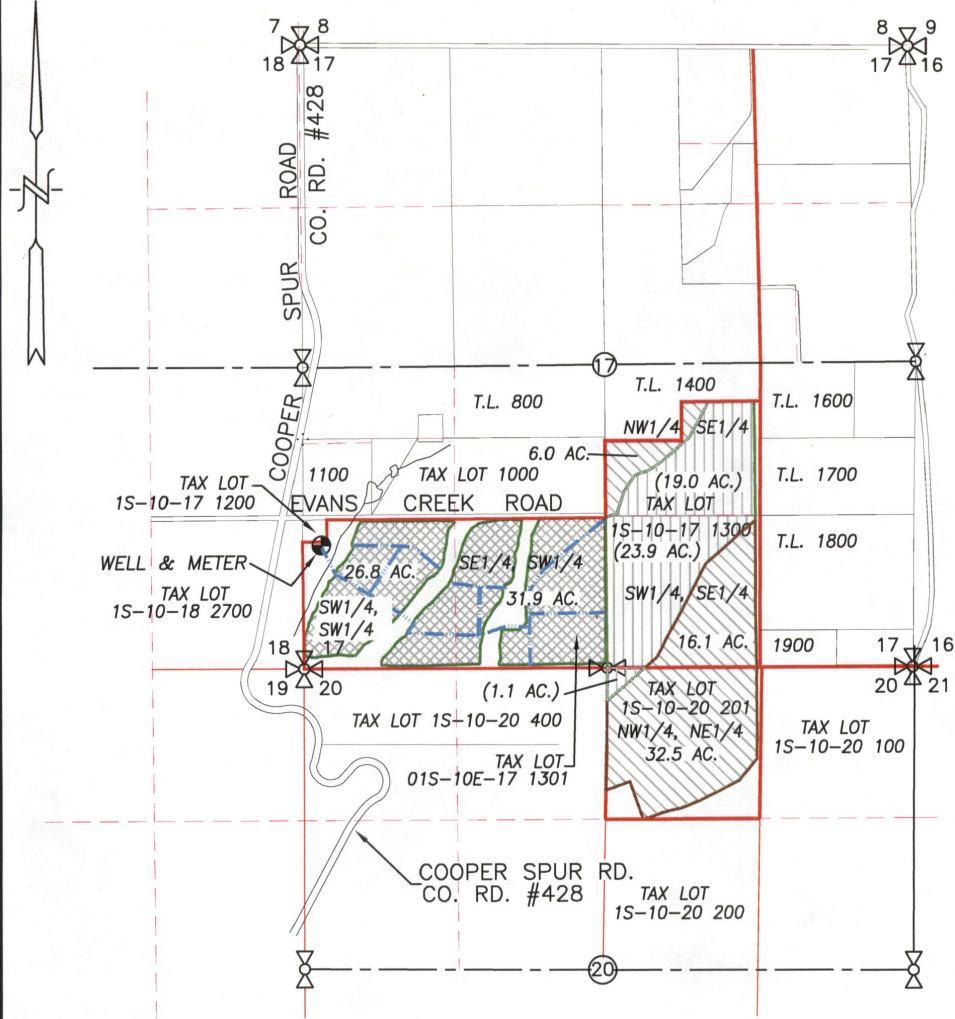 7 8
18 17
8 9
17 16
N
COOPER SPUR ROAD
CO. RD. #428
17
T.L. 800
T.L. 1400
T.L. 1600
NW1/4 SE1/4
6.0 AC.
1100
TAX LOT 1000
(19.0 AC.)
T.L. 1700
TAX LOT
1S-10-17 1200
EVANS CREEK ROAD
TAX LOT
1S-10-17 1300
(23.9 AC.)
T.L. 1800
WELL & METER
26.8 AC.
SE1/4, SW1/4
31.9 AC.
TAX LOT
1S-10-18 2700
SW1/4,
SW1/4
SW1/4, SE1/4
16.1 AC.
1900
18 17
19 20
17 16
20 21
(1.1 AC.)
TAX LOT
1S-10-20 201
NW1/4, NE1/4
32.5 AC.
TAX LOT 1S-10-20 400
TAX LOT
1S-10-20 100
TAX LOT
01S-10E-17 1301
COOPER SPUR RD.
CO. RD. #428
TAX LOT
1S-10-20 200
20